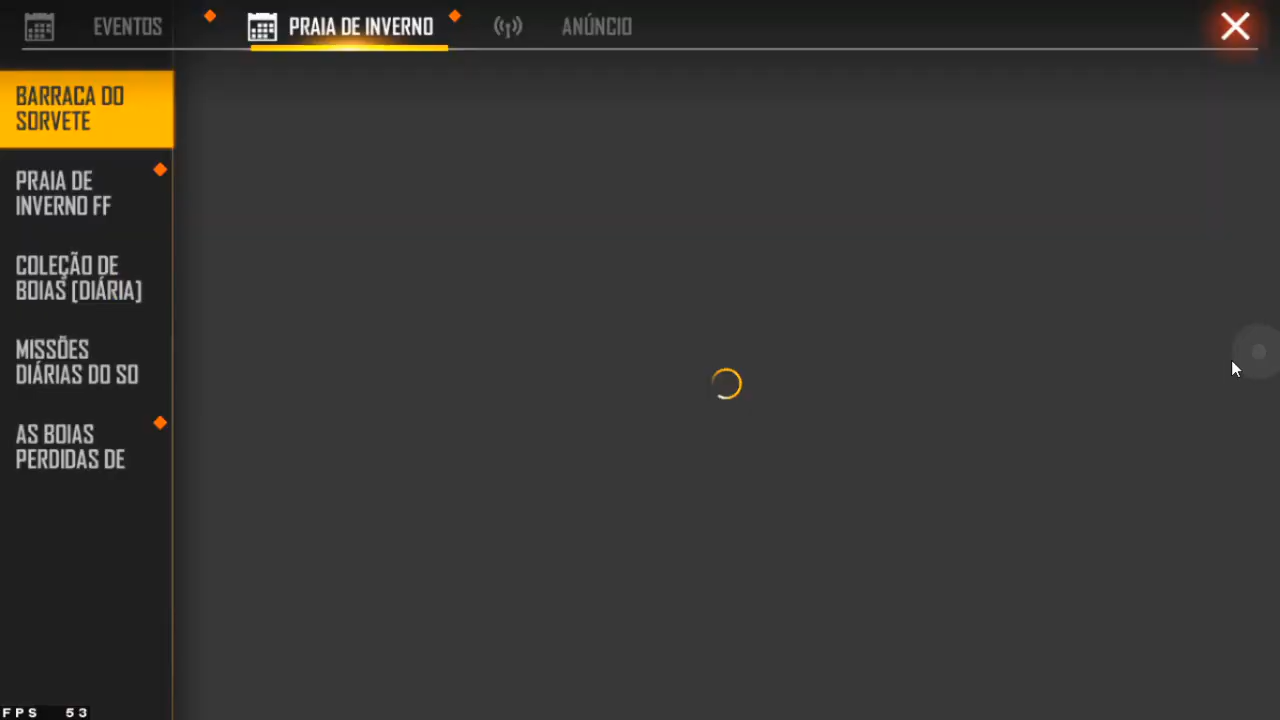 EVENTOS
PRAIA DE INVERNO
ANÚNCIO
BARRACA DO
SORVETE
PRAIA DE
INVERNO FF
COLEÇÃO DE
BOIAS [DIÁRIA]
MISSÕES
DIÁRIAS DO SO
AS BOIAS
PERDIDAS DE
FPS 53